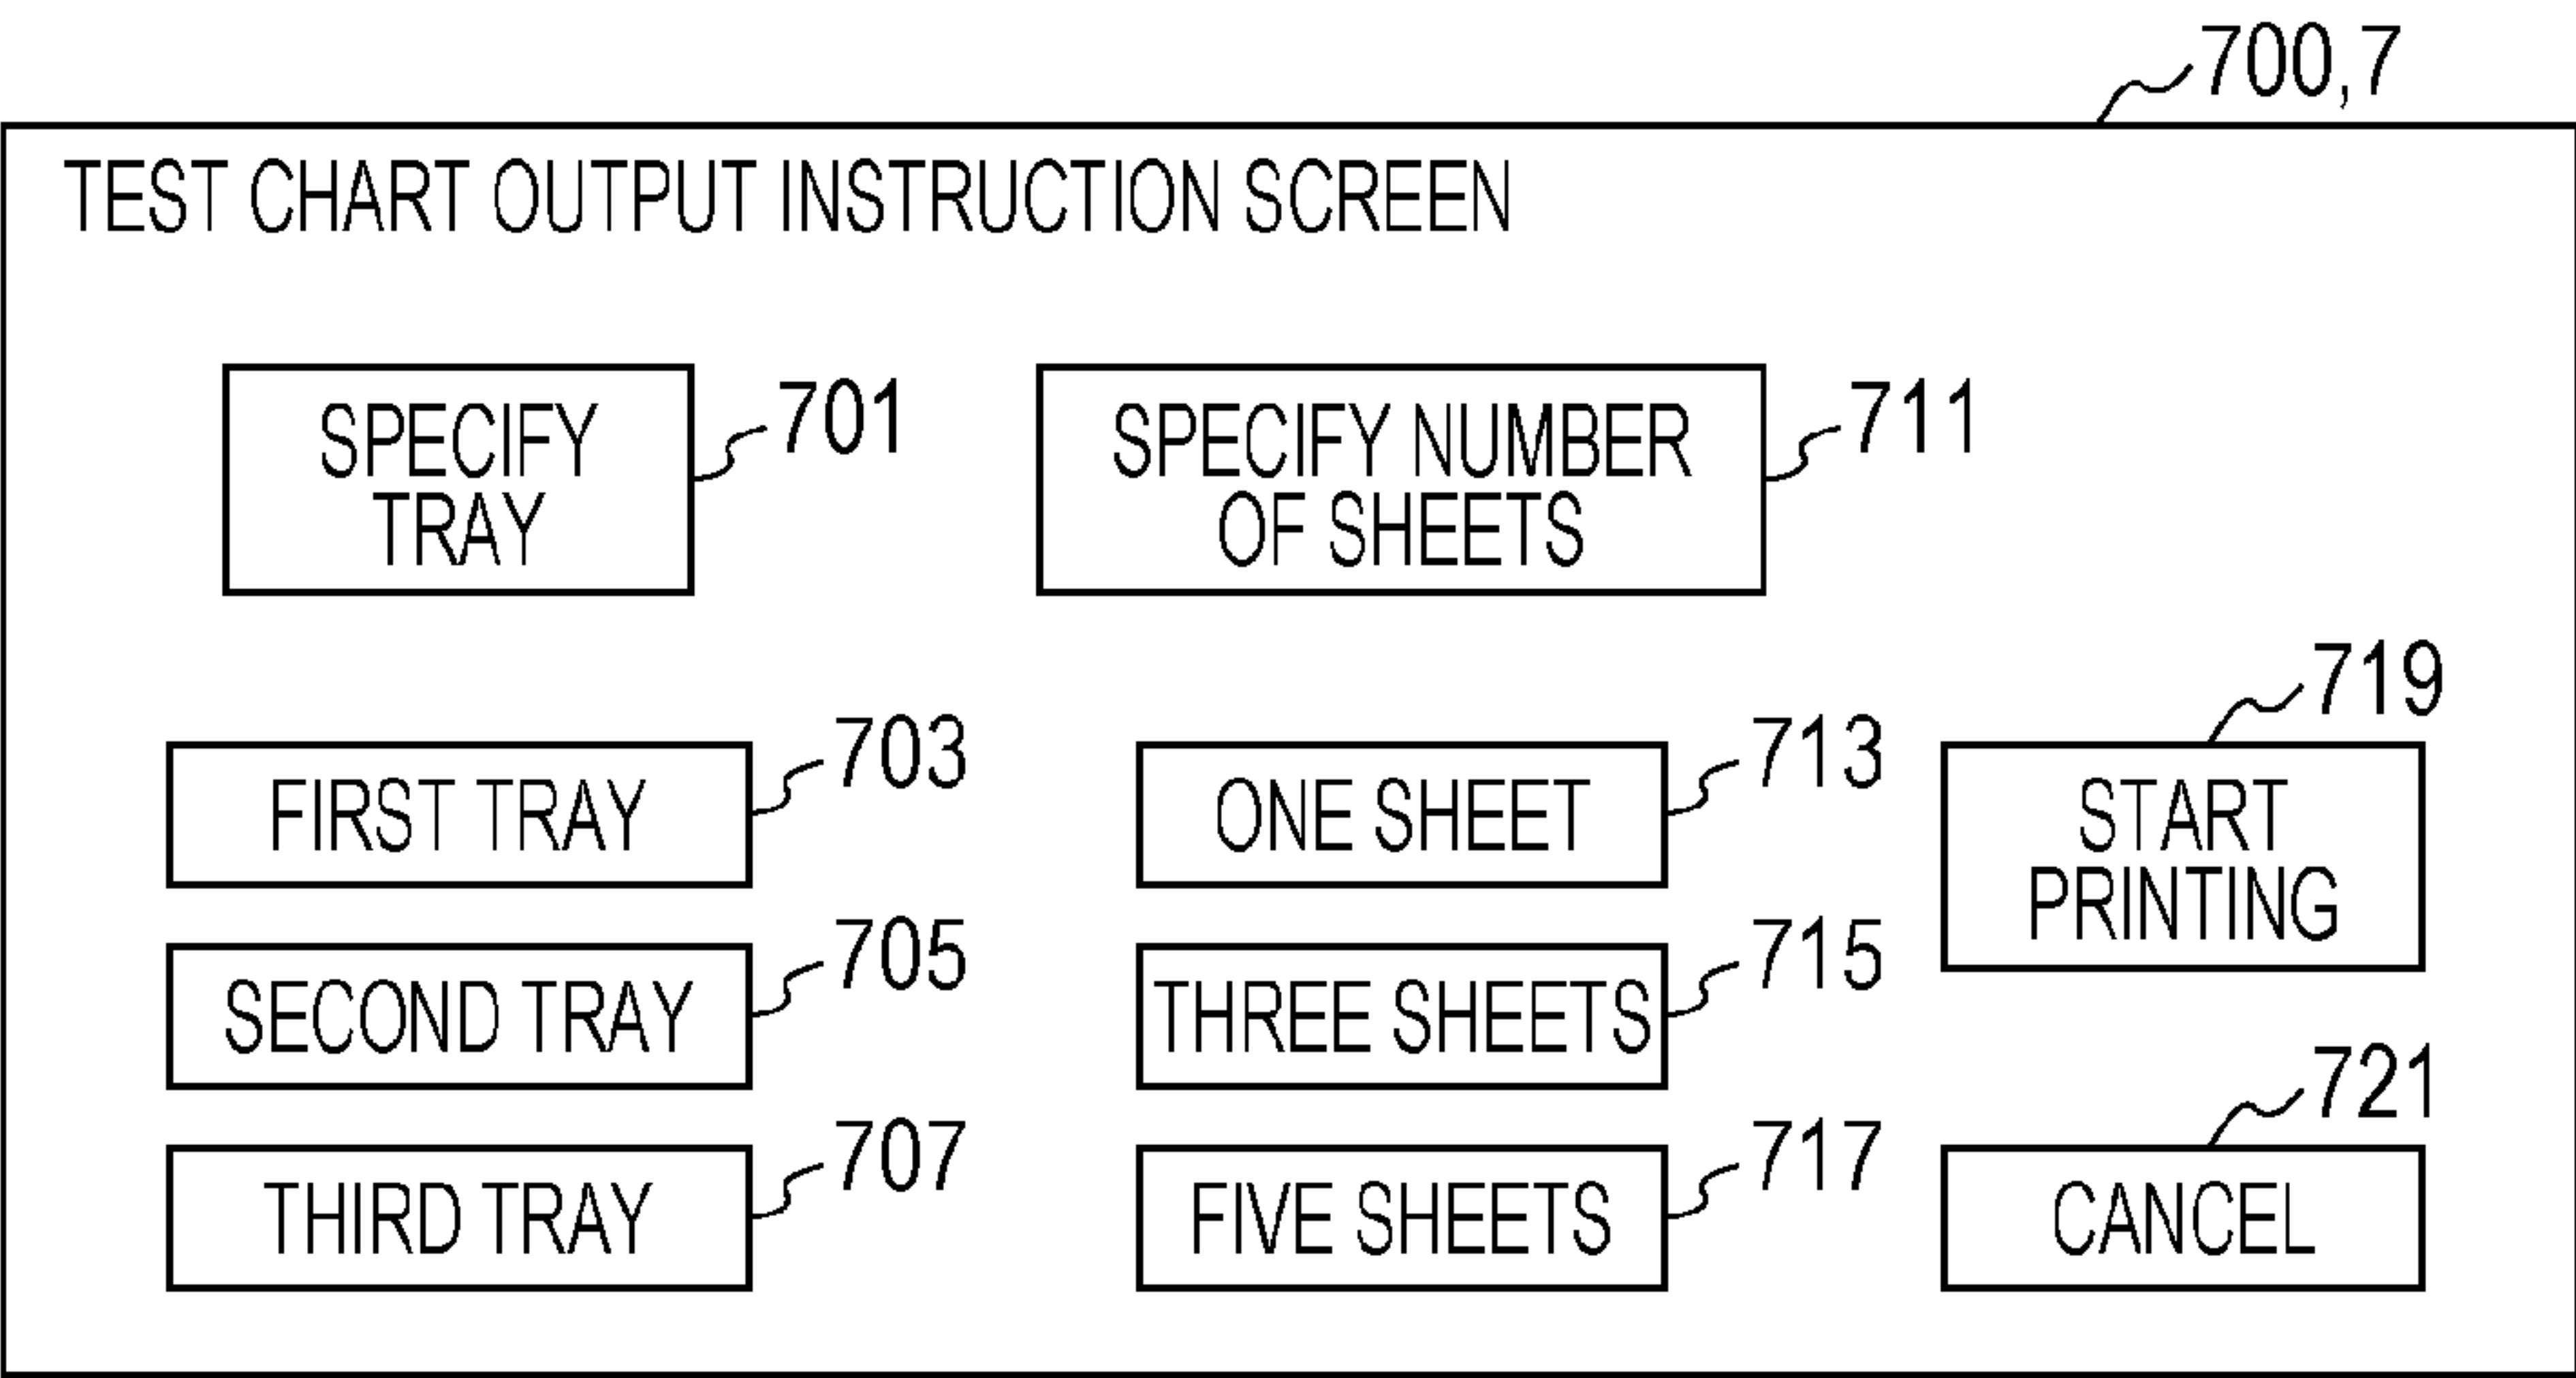 700,7
TEST CHART OUTPUT INSTRUCTION SCREEN
SPECIFY
TRAY
701
SPECIFY NUMBER
OF SHEETS
711
FIRST TRAY
703
ONE SHEET
713
START
PRINTING
719
SECOND TRAY
705
THREE SHEETS
715
THIRD TRAY
707
FIVE SHEETS
717
CANCEL
721